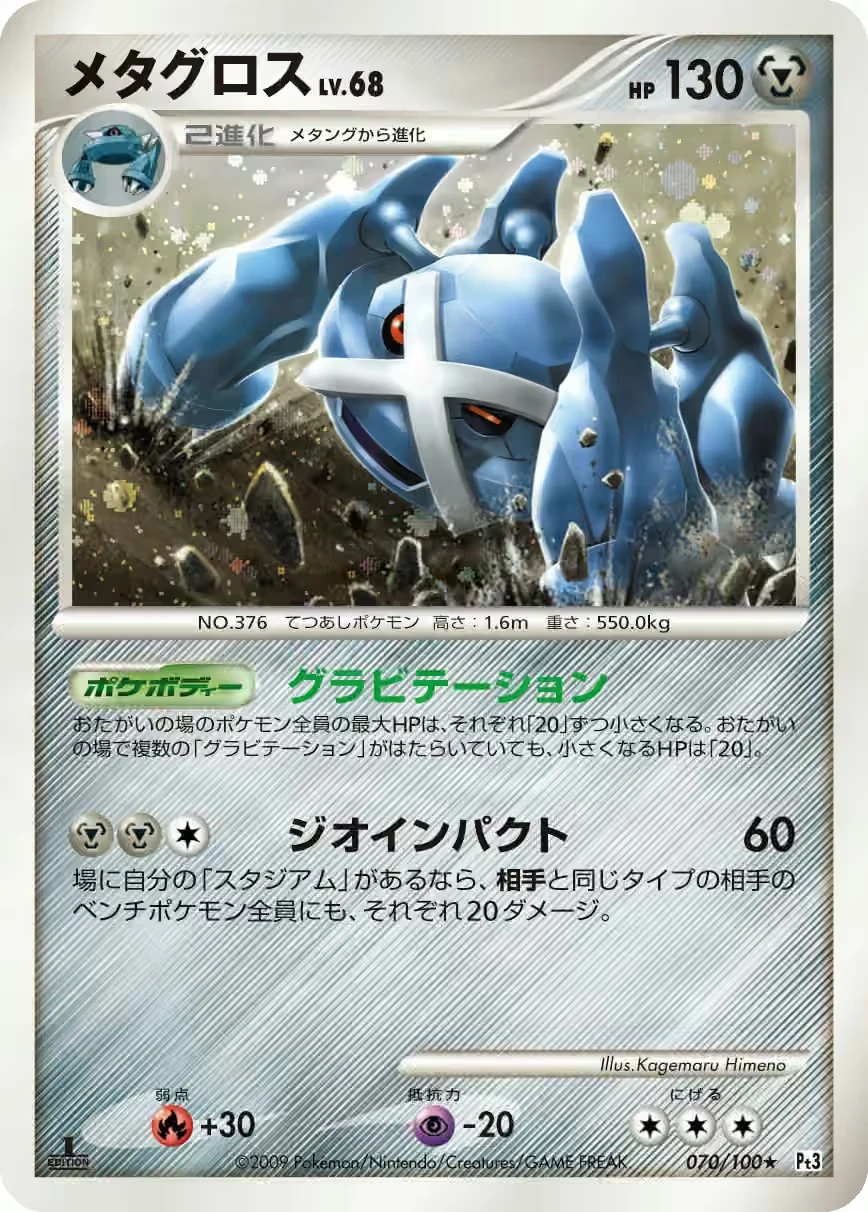 メタグロス LV.68 HP 130
2進化 メタングから進化
NO.376 てつあしポケモン 高さ：1.6m 重さ：550.0kg
ポケボディー グラビテーション
おたがいの場のポケモン全員の最大HPは、それぞれ「20」ずつ小さくなる。おたがい
の場で複数の「グラビテーション」がはたらいていても、小さくなるHPは「20」。
ジオインパクト 60
場に自分の「スタジアム」があるなら、相手と同じタイプの相手の
ベンチポケモン全員にも、それぞれ20ダメージ。
Illus.Kagemaru Himeno
弱点 抵抗力 にげる
+30 -20
1 EDITION ©2009 Pokémon/Nintendo/Creatures/GAME FREAK. 070/100★ Pt3